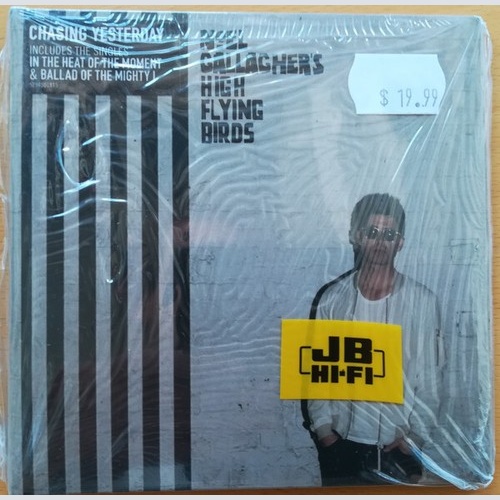 CHASING YESTERDAY
INCLUDES THE SINGLES
IN THE HEAT OF THE MOMENT
& BALLAD OF THE MIGHTY I
NOEL
GALLAGHER'S
HIGH
FLYING
BIRDS
$ 19.99
JB
HI-FI